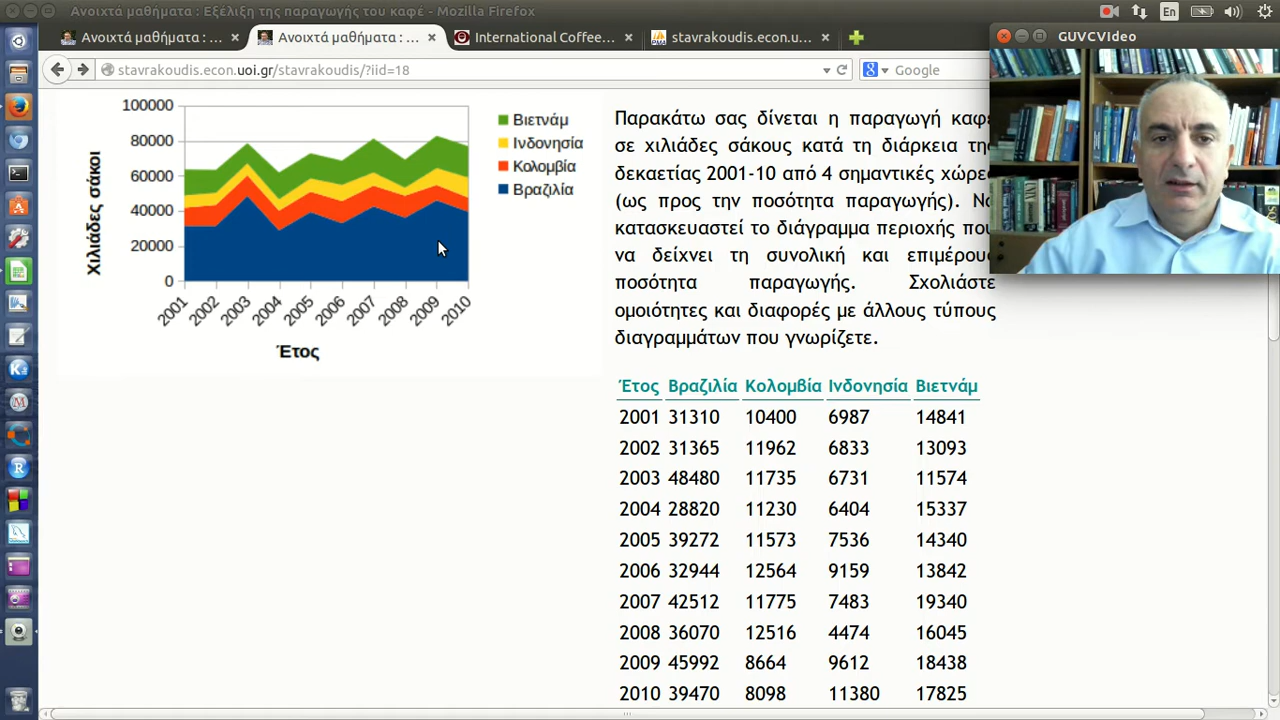 Ανοιχτά μαθήματα : Εξέλιξη της παραγωγής του καφέ - Mozilla Firefox
En
Ανοιχτά μαθήματα : ...
Ανοιχτά μαθήματα : ...
International Coffee...
stavrakoudis.econ.u...
GUVCVIdeo
stavrakoudis.econ.uoi.gr/stavrakoudis/?iid=18
Google
100000
80000
60000
40000
20000
0
Χιλιάδες σάκοι
2001
2002
2003
2004
2005
2006
2007
2008
2009
2010
Έτος
Βιετνάμ
Ινδονησία
Κολομβία
Βραζιλία
Παρακάτω σας δίνεται η παραγωγή καφέ
σε χιλιάδες σάκους κατά τη διάρκεια της
δεκαετίας 2001-10 από 4 σημαντικές χώρες
(ως προς την ποσότητα παραγωγής). Να
κατασκευαστεί το διάγραμμα περιοχής που
να δείχνει τη συνολική και επιμέρους
ποσότητα παραγωγής. Σχολιάστε
ομοιότητες και διαφορές με άλλους τύπους
διαγραμμάτων που γνωρίζετε.
Έτος Βραζιλία Κολομβία Ινδονησία Βιετνάμ
2001 31310 10400 6987 14841
2002 31365 11962 6833 13093
2003 48480 11735 6731 11574
2004 28820 11230 6404 15337
2005 39272 11573 7536 14340
2006 32944 12564 9159 13842
2007 42512 11775 7483 19340
2008 36070 12516 4474 16045
2009 45992 8664 9612 18438
2010 39470 8098 11380 17825